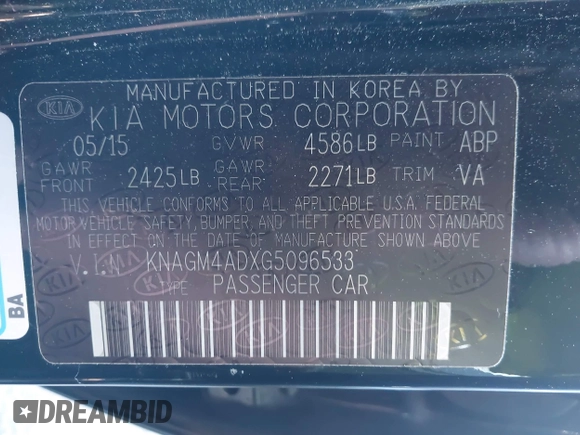 MANUFACTURED IN KOREA BY
KIA KIA MOTORS CORPORATION
05/15 GVWR 4586LB PAINT ABP
GAWR FRONT 2425LB GAWR REAR 2271LB TRIM VA
THIS VEHICLE CONFORMS TO ALL APPLICABLE U.S.A. FEDERAL
MOTOR VEHICLE SAFETY, BUMPER, AND THEFT PREVENTION STANDARDS
IN EFFECT ON THE DATE OF MANUFACTURE SHOWN ABOVE.
V.I.N KNAGM4ADXG5096533
TYPE PASSENGER CAR
BA
DREAMBID